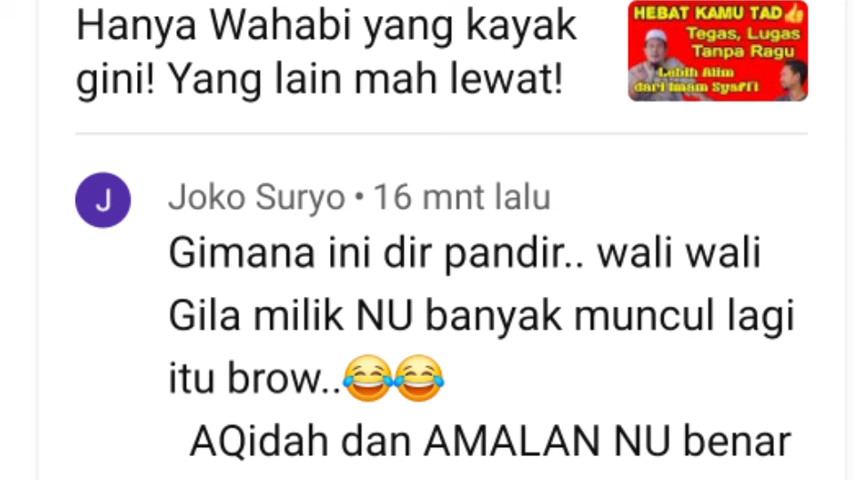 Hanya Wahabi yang kayak
gini! Yang lain mah lewat!
HEBAT KAMU TAD👍
Tegas, Lugas
Tanpa Ragu
Lebih Alim
dari Imam Syafi'i
J
Joko Suryo • 16 mnt lalu
Gimana ini dir pandir.. wali wali
Gila milik NU banyak muncul lagi
itu brow..😂😂
AQidah dan AMALAN NU benar